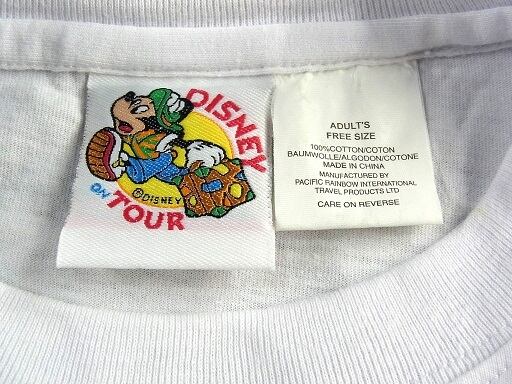 DISNEY
ON TOUR
©DISNEY
ADULT'S
FREE SIZE
100%COTTON/COTON
BAUMWOLLE/ALGODON/COTONE
MADE IN CHINA
MANUFACTURED BY
PACIFIC RAINBOW INTERNATIONAL
TRAVEL PRODUCTS LTD
CARE ON REVERSE